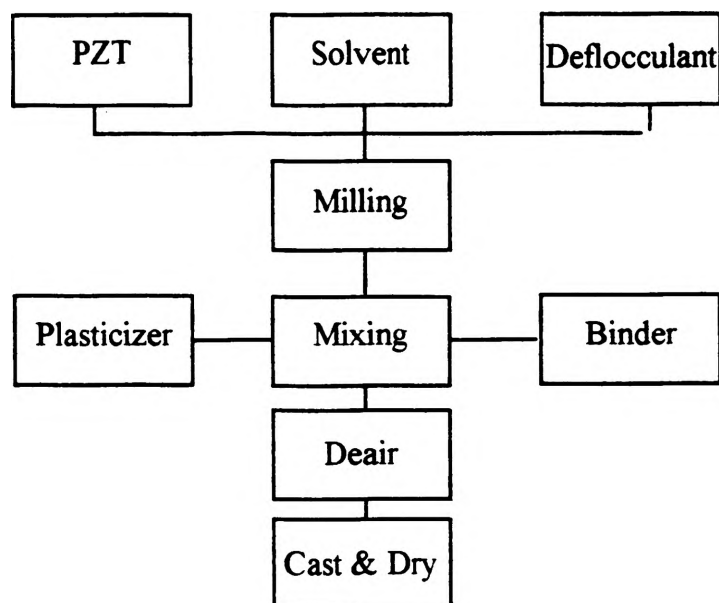 PZT
Solvent
Deflocculant
Milling
Plasticizer
Mixing
Binder
Deair
Cast & Dry